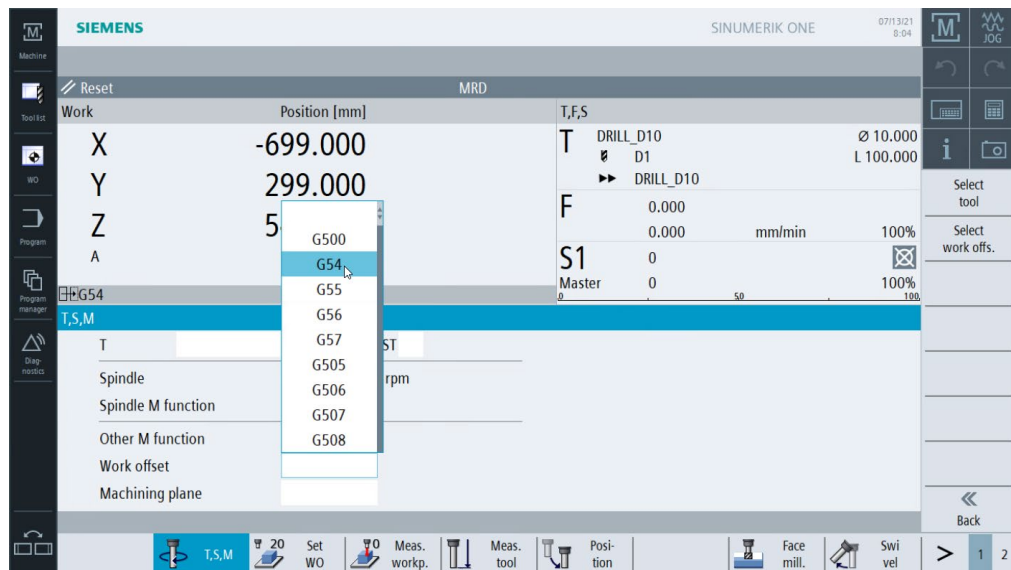 SIEMENS
SINUMERIK ONE
07/13/21
8:04
M
JOG
M
Machine
Tool list
WO
Program
Program
manager
Diag-
nostics
Reset
MRD
Work
Position [mm]
T,F,S
X
-699.000
Y
299.000
Z
5
A
G54
T
DRILL_D10
Ø 10.000
D1
L 100.000
DRILL_D10
F
0.000
0.000
mm/min
100%
S1
0
Master
0
100%
0
50
100
T,S,M
T
ST
Spindle
rpm
Spindle M function
Other M function
Work offset
Machining plane
G500
G54
G55
G56
G57
G505
G506
G507
G508
i
Select
tool
Select
work offs.
Back
T,S,M
20
Set
WO
0
Meas.
workp.
Meas.
tool
Posi-
tion
Face
mill.
Swi
vel
>
1
2